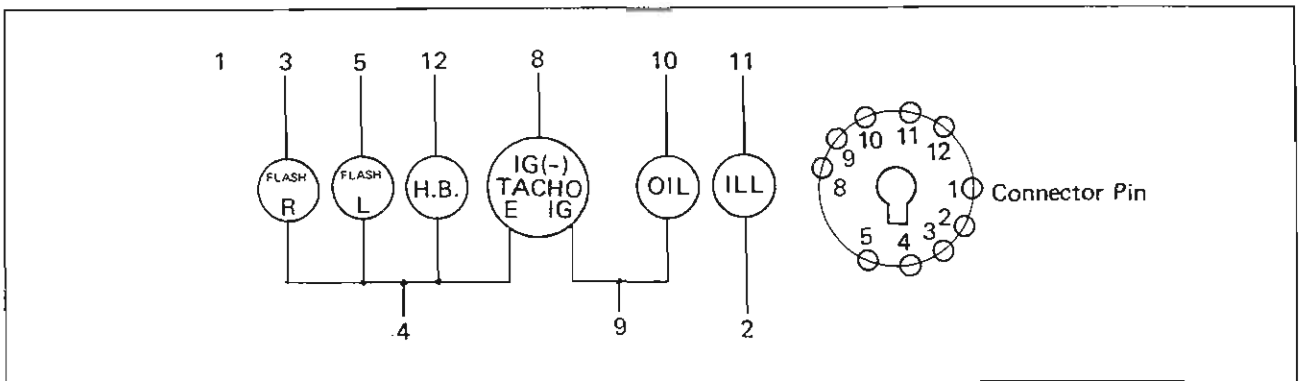 1 3 5 12 8 10 11
FLASH R
FLASH L
H.B.
IG(-)
TACHO
E IG
OIL
ILL
.4 9 2
10 11
9 12
8 1 Connector Pin
2
5 4 3